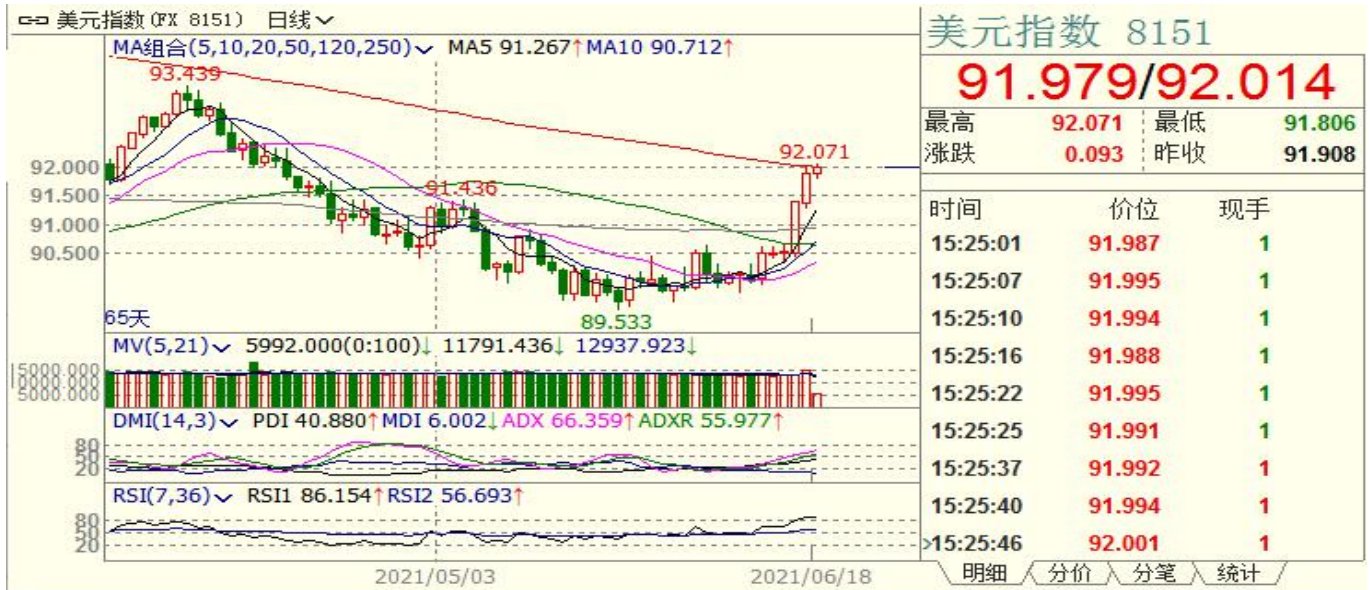 美元指数(FX 8151) 日线
MA组合(5,10,20,50,120,250) MA5 91.267↑MA10 90.712↑
93.439
92.071
92.000
91.436
91.500
91.000
90.500
89.533
65天
MV(5,21) 5992.000(0:100)↓ 11791.436↓ 12937.923↓
5000.000
0000.000
5000.000
DMI(14,3) PDI 40.880↑MDI 6.002↓ADX 66.359↑ADXR 55.977↑
80
50
20
RSI(7,36) RSI1 86.154↑RSI2 56.693↑
80
50
20
2021/05/03 2021/06/18
美元指数 8151
91.979/92.014
最高 92.071 最低 91.806
涨跌 0.093 昨收 91.908
时间 价位 现手
15:25:01 91.987 1
15:25:07 91.995 1
15:25:10 91.994 1
15:25:16 91.988 1
15:25:22 91.995 1
15:25:25 91.991 1
15:25:37 91.992 1
15:25:40 91.994 1
15:25:46 92.001 1
明细 分价 分笔 统计